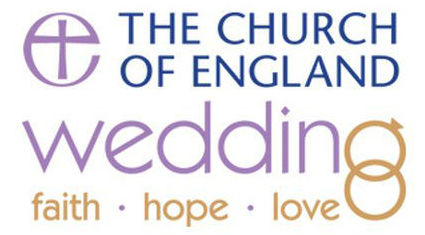 THE CHURCH
OF ENGLAND
wedding
faith · hope · love